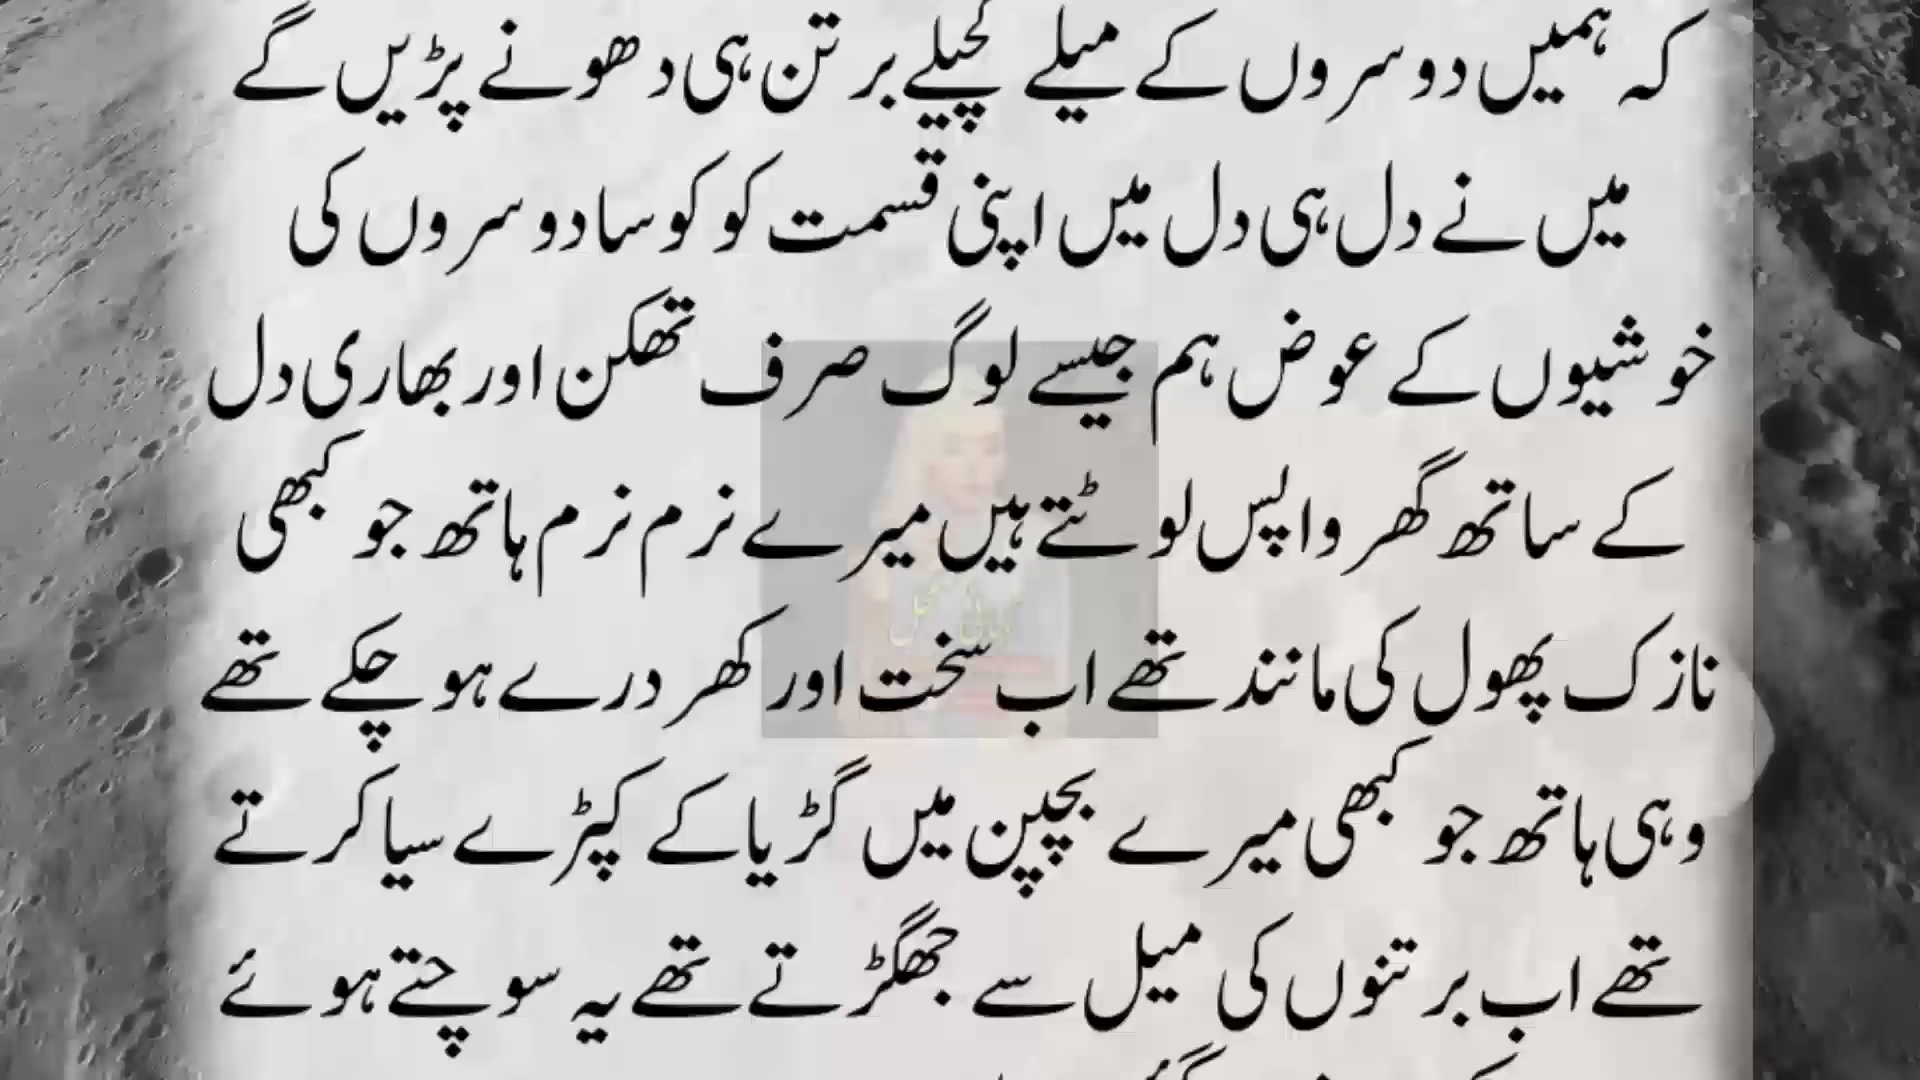 کہ ہمیں دوسروں کے میلے کچیلے برتن ہی دھونے پڑیں گے
میں نے دل ہی دل میں اپنی قسمت کو کوسا دوسروں کی
خوشیوں کے عوض ہم جیسے لوگ صرف تھکن اور بھاری دل
کے ساتھ گھر واپس لوٹتے ہیں میرے نرم نرم ہاتھ جو کبھی
نازک پھول کی مانند تھے اب سخت اور کھردرے ہو چکے تھے
وہی ہاتھ جو کبھی میرے بچپن میں گڑیا کے کپڑے سیا کرتے
تھے اب برتنوں کی میل سے جھگڑتے تھے یہ سوچتے ہوئے